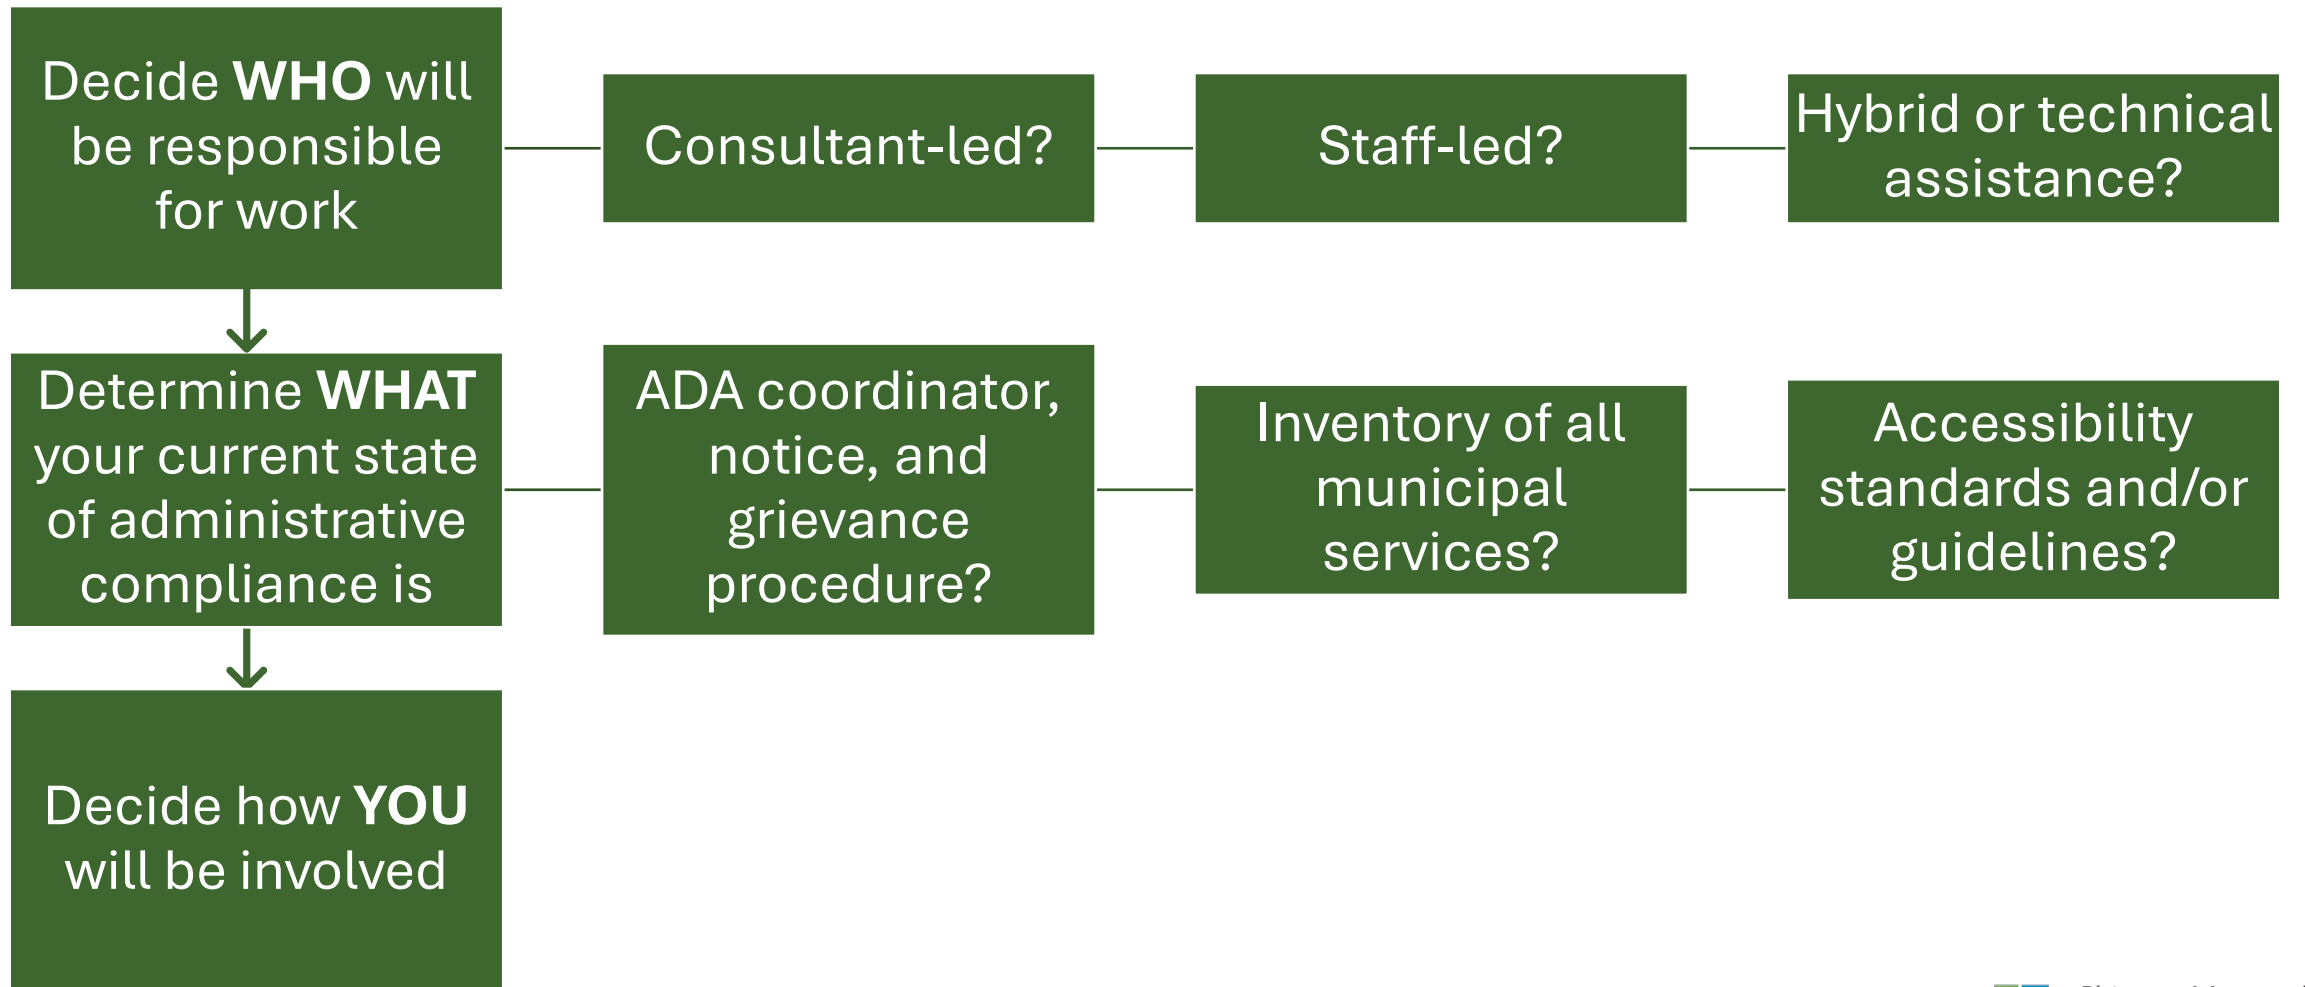 Decide WHO will
be responsible
for work
Consultant-led?
Staff-led?
Hybrid or technical
assistance?
Determine WHAT
your current state
of administrative
compliance is
ADA coordinator,
notice, and
grievance
procedure?
Inventory of all
municipal
services?
Accessibility
standards and/or
guidelines?
Decide how YOU
will be involved